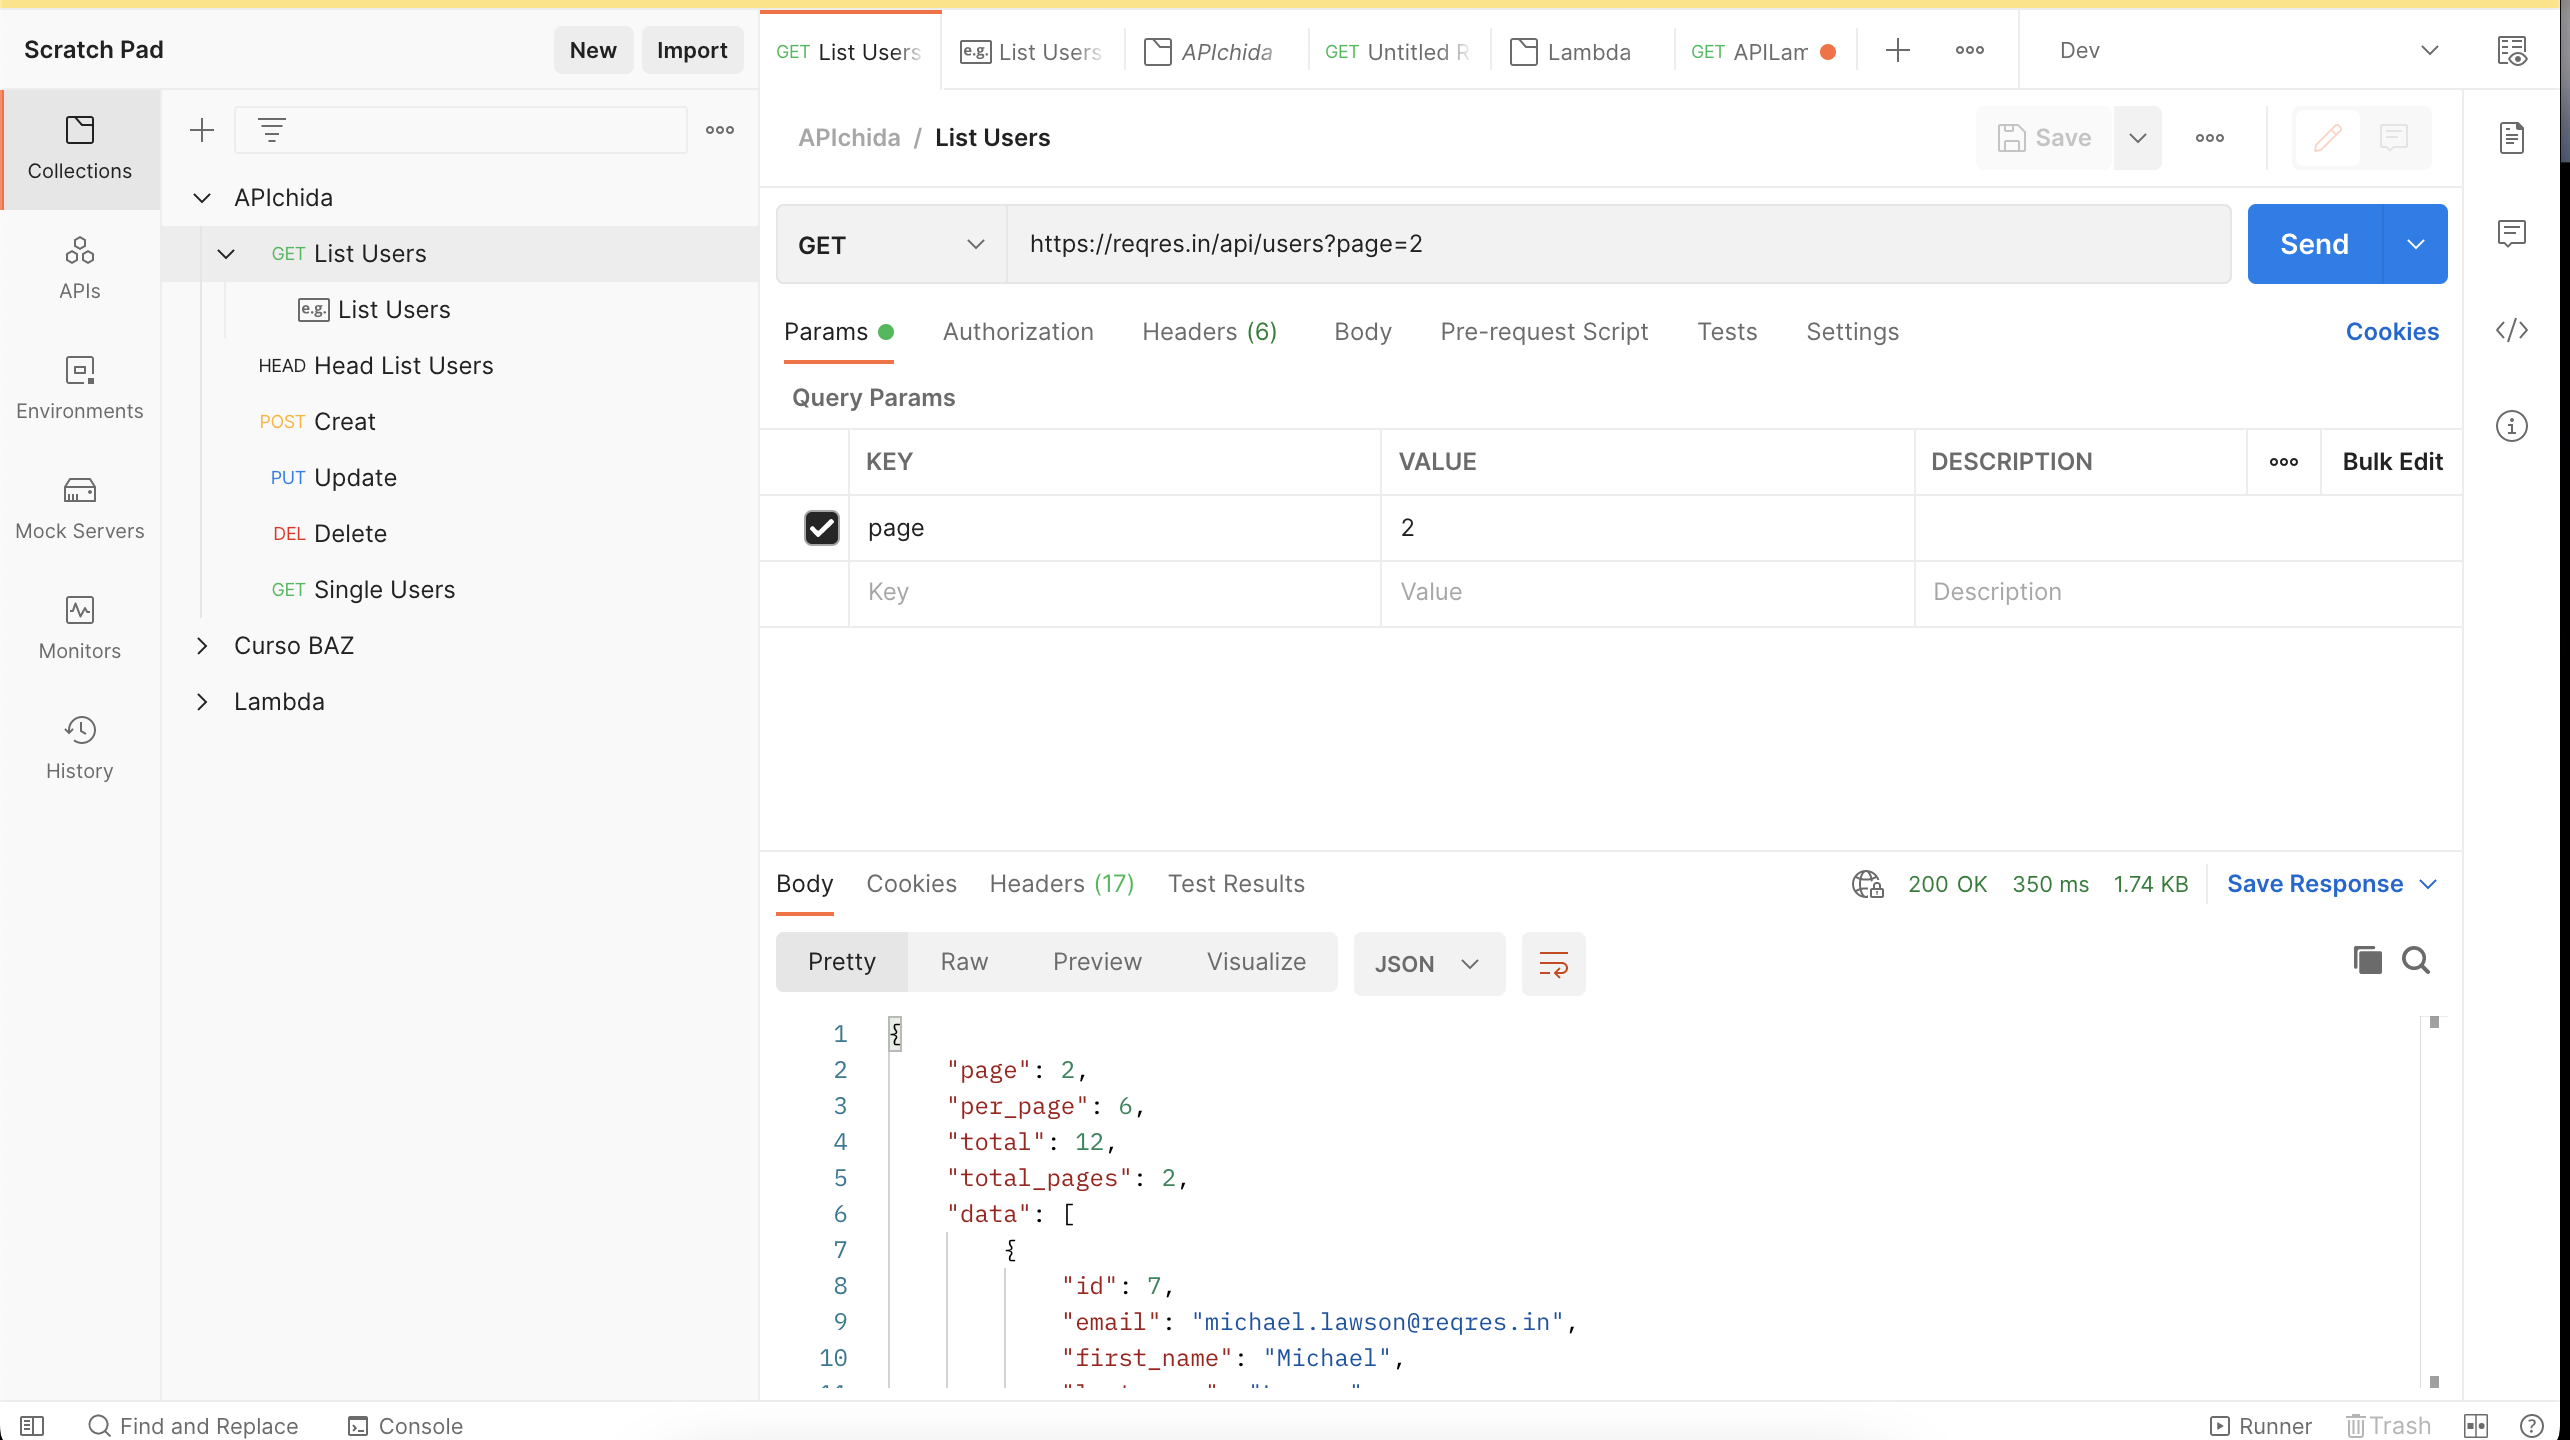 Scratch Pad
New
Import
GET List Users
e.g. List Users
APIchida
GET Untitled R
Lambda
GET APILam
Dev
Collections
APIs
Environments
Mock Servers
Monitors
History
APIchida
GET List Users
e.g. List Users
HEAD Head List Users
POST Creat
PUT Update
DEL Delete
GET Single Users
Curso BAZ
Lambda
APIchida / List Users
Save
GET
https://reqres.in/api/users?page=2
Send
Params
Authorization
Headers (6)
Body
Pre-request Script
Tests
Settings
Cookies
Query Params
KEY VALUE DESCRIPTION Bulk Edit
page 2
Key Value Description
Body
Cookies
Headers (17)
Test Results
200 OK 350 ms 1.74 KB
Save Response
Pretty
Raw
Preview
Visualize
JSON
1 {
2 "page": 2,
3 "per_page": 6,
4 "total": 12,
5 "total_pages": 2,
6 "data": [
7 {
8 "id": 7,
9 "email": "michael.lawson@reqres.in",
10 "first_name": "Michael",
Find and Replace
Console
Runner
Trash